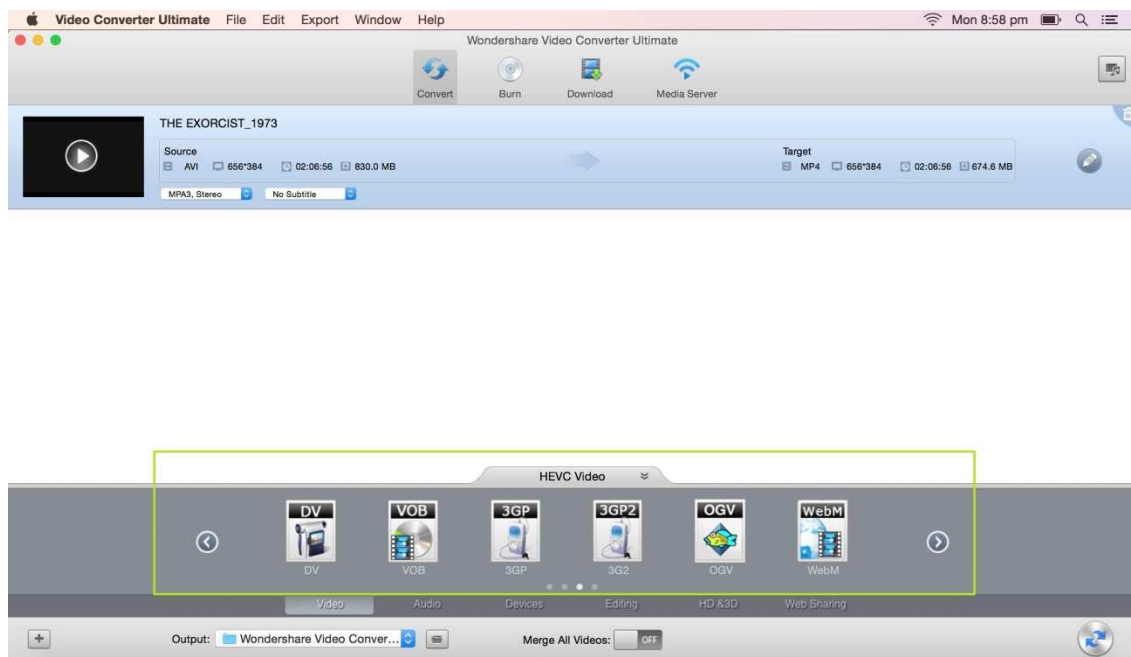 Video Converter Ultimate File Edit Export Window Help Mon 8:58 pm
Wondershare Video Converter Ultimate
Convert Burn Download Media Server
THE EXORCIST_1973
Source Target
AVI 656*384 02:06:56 830.0 MB MP4 656*384 02:06:56 674.6 MB
MPA3, Stereo No Subtitle
HEVC Video
DV VOB 3GP 3GP2 OGV WebM
DV VOB 3GP 3G2 OGV WebM
Video Audio Devices Editing HD &3D Web Sharing
Output: Wondershare Video Conver... Merge All Videos: OFF